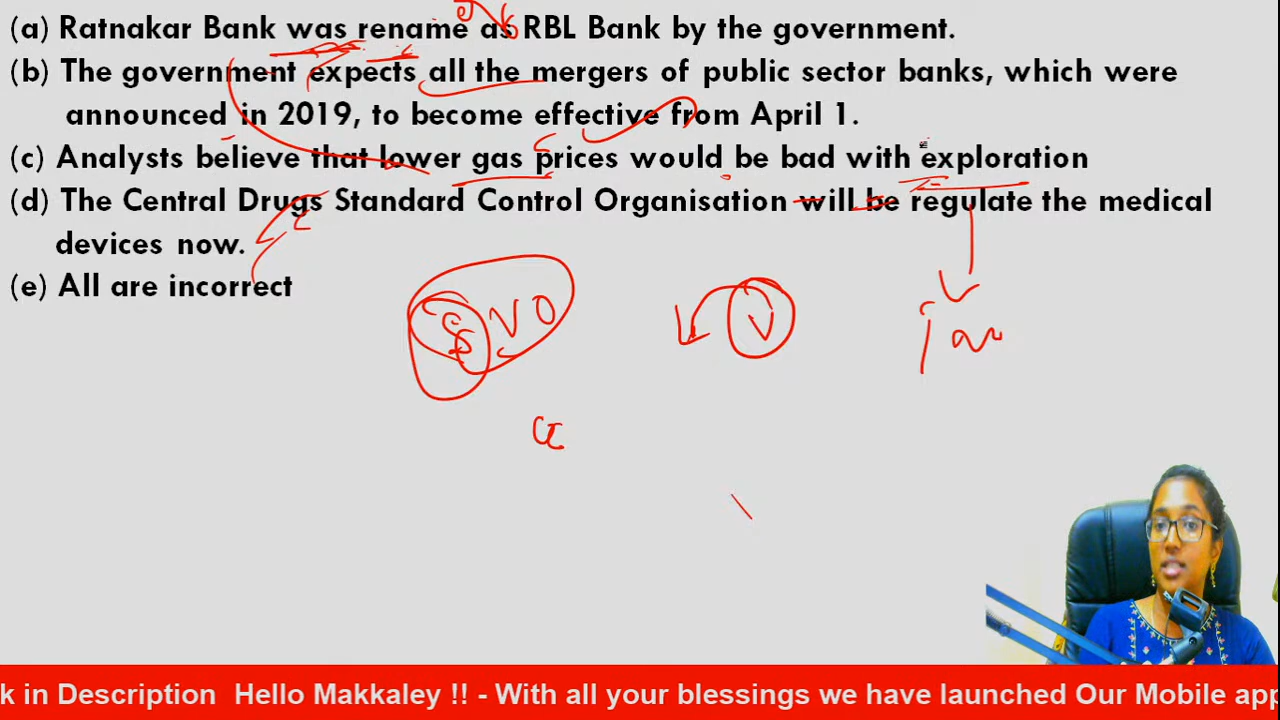 (a) Ratnakar Bank was rename as RBL Bank by the government.
(b) The government expects all the mergers of public sector banks, which were
announced in 2019, to become effective from April 1.
(c) Analysts believe that lower gas prices would be bad with exploration
(d) The Central Drugs Standard Control Organisation will be regulate the medical
devices now.
(e) All are incorrect
SVO
V
k in Description Hello Makkaley !! - With all your blessings we have launched Our Mobile app